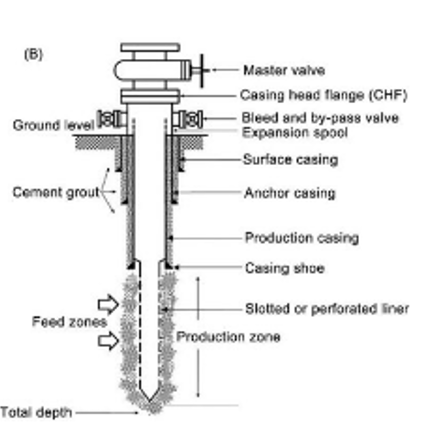 (B)
Master valve
Casing head flange (CHF)
Bleed and by-pass valve
Ground level
Expansion spool
Surface casing
Cement grout
Anchor casing
Production casing
Casing shoe
Slotted or perforated liner
Feed zones
Production zone
Total depth